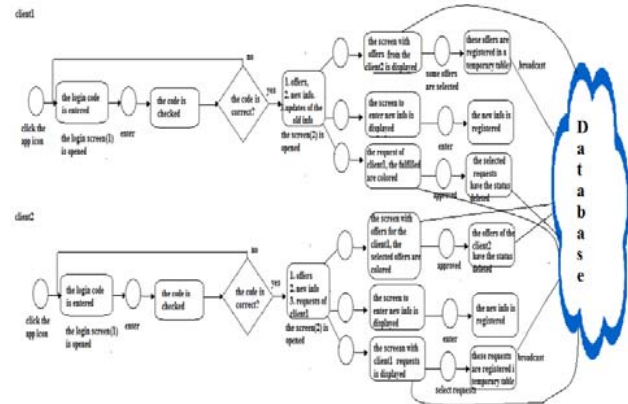 client1
no
the screen with
offers from the
client2 is displayed
these offers are
registered in a
temporary table
broadcast
some offers
are selected
1. offers,
2. new info.
3.updates of the
old info
yes
the login code
is entered
the code is
checked
the code is
correct?
click the
app icon
enter
the login screen(1)
is opened
the screen(2) is
opened
the screen to
enter new info is
displayed
enter
the new info is
registered
the request of
client1, the fulfilled
are colored
approved
the selected
requests
have the status
deleted
Database
client2
no
the screen with
offers for the
client1, the
selected offers are
colored
approved
the offers of the
client2
have the status
deleted
yes
1. offers
2. new info
3. requests of
client1
the login code
is entered
the code is
checked
the code is
correct?
click the
app icon
enter
the login screen(1)
is opened
the screen(2) is
opened
the screen to
enter new info is
displayed
enter
the new info is
registered
the screean with
client1 requests
is displayed
select requests
these requests
are registered i
temporary table
broadcast